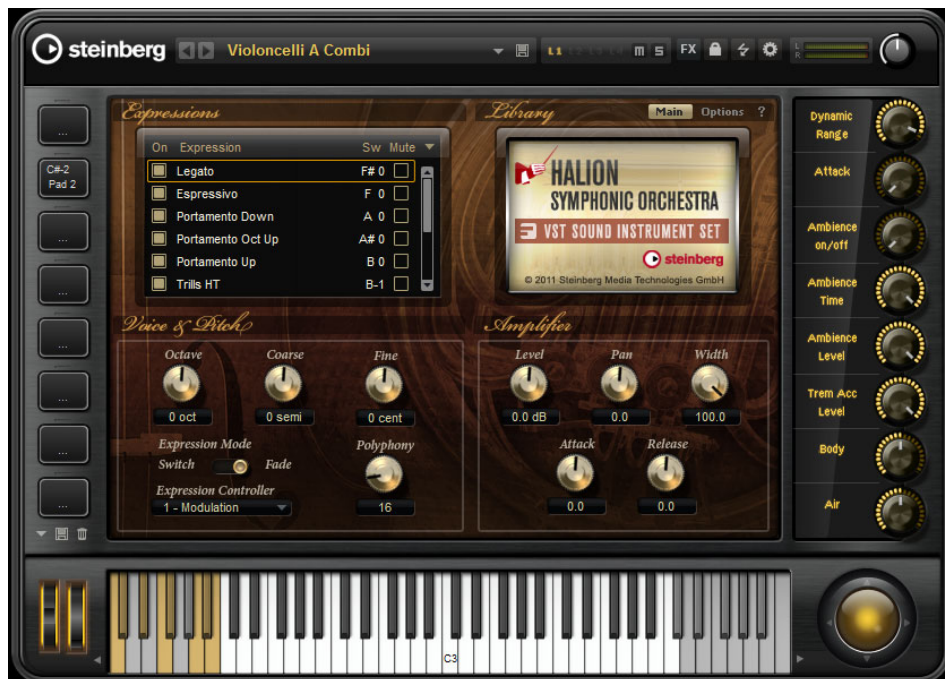 steinberg Violoncelli A Combi L1 L2 L3 L4 m s FX L R
Expressions
Library Main Options ?
On Expression Sw Mute
Legato F# 0
Espressivo F 0
Portamento Down A 0
Portamento Oct Up A# 0
Portamento Up B 0
Trills HT B-1
HALION
SYMPHONIC ORCHESTRA
VST SOUND INSTRUMENT SET
steinberg
© 2011 Steinberg Media Technologies GmbH
...
C#-2
Pad 2
...
...
...
...
...
...
Dynamic
Range
Attack
Ambience
on/off
Ambience
Time
Ambience
Level
Trem Acc
Level
Body
Air
Voice & Pitch
Octave Coarse Fine
0 oct 0 semi 0 cent
Expression Mode
Switch Fade
Polyphony
Expression Controller
1 - Modulation
16
Amplifier
Level Pan Width
0.0 dB 0.0 100.0
Attack Release
0.0 0.0
C3